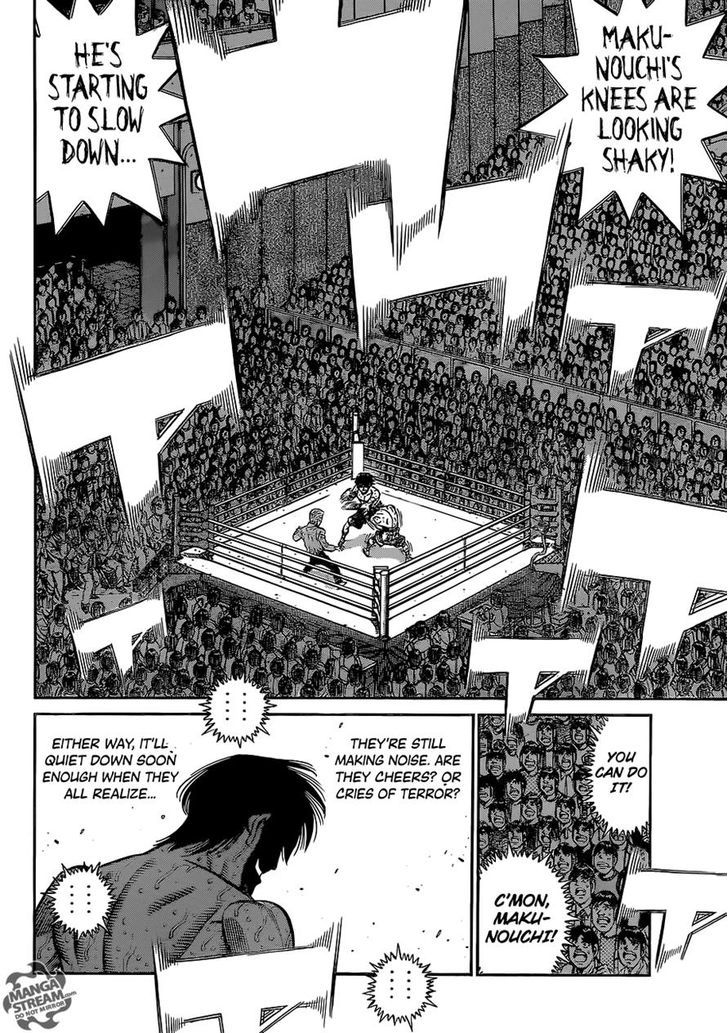 MAKU-
NOUCHI'S
KNEES ARE
LOOKING
SHAKY!
HE'S
STARTING
TO SLOW
DOWN...
YOU
CAN DO
IT!
C'MON,
MAKU-
NOUCHI!
THEY'RE STILL
MAKING NOISE. ARE
THEY CHEERS? OR
CRIES OF TERROR?
EITHER WAY, IT'LL
QUIET DOWN SOON
ENOUGH WHEN THEY
ALL REALIZE...
MANGA
STREAM.com
DO NOT MIRROR